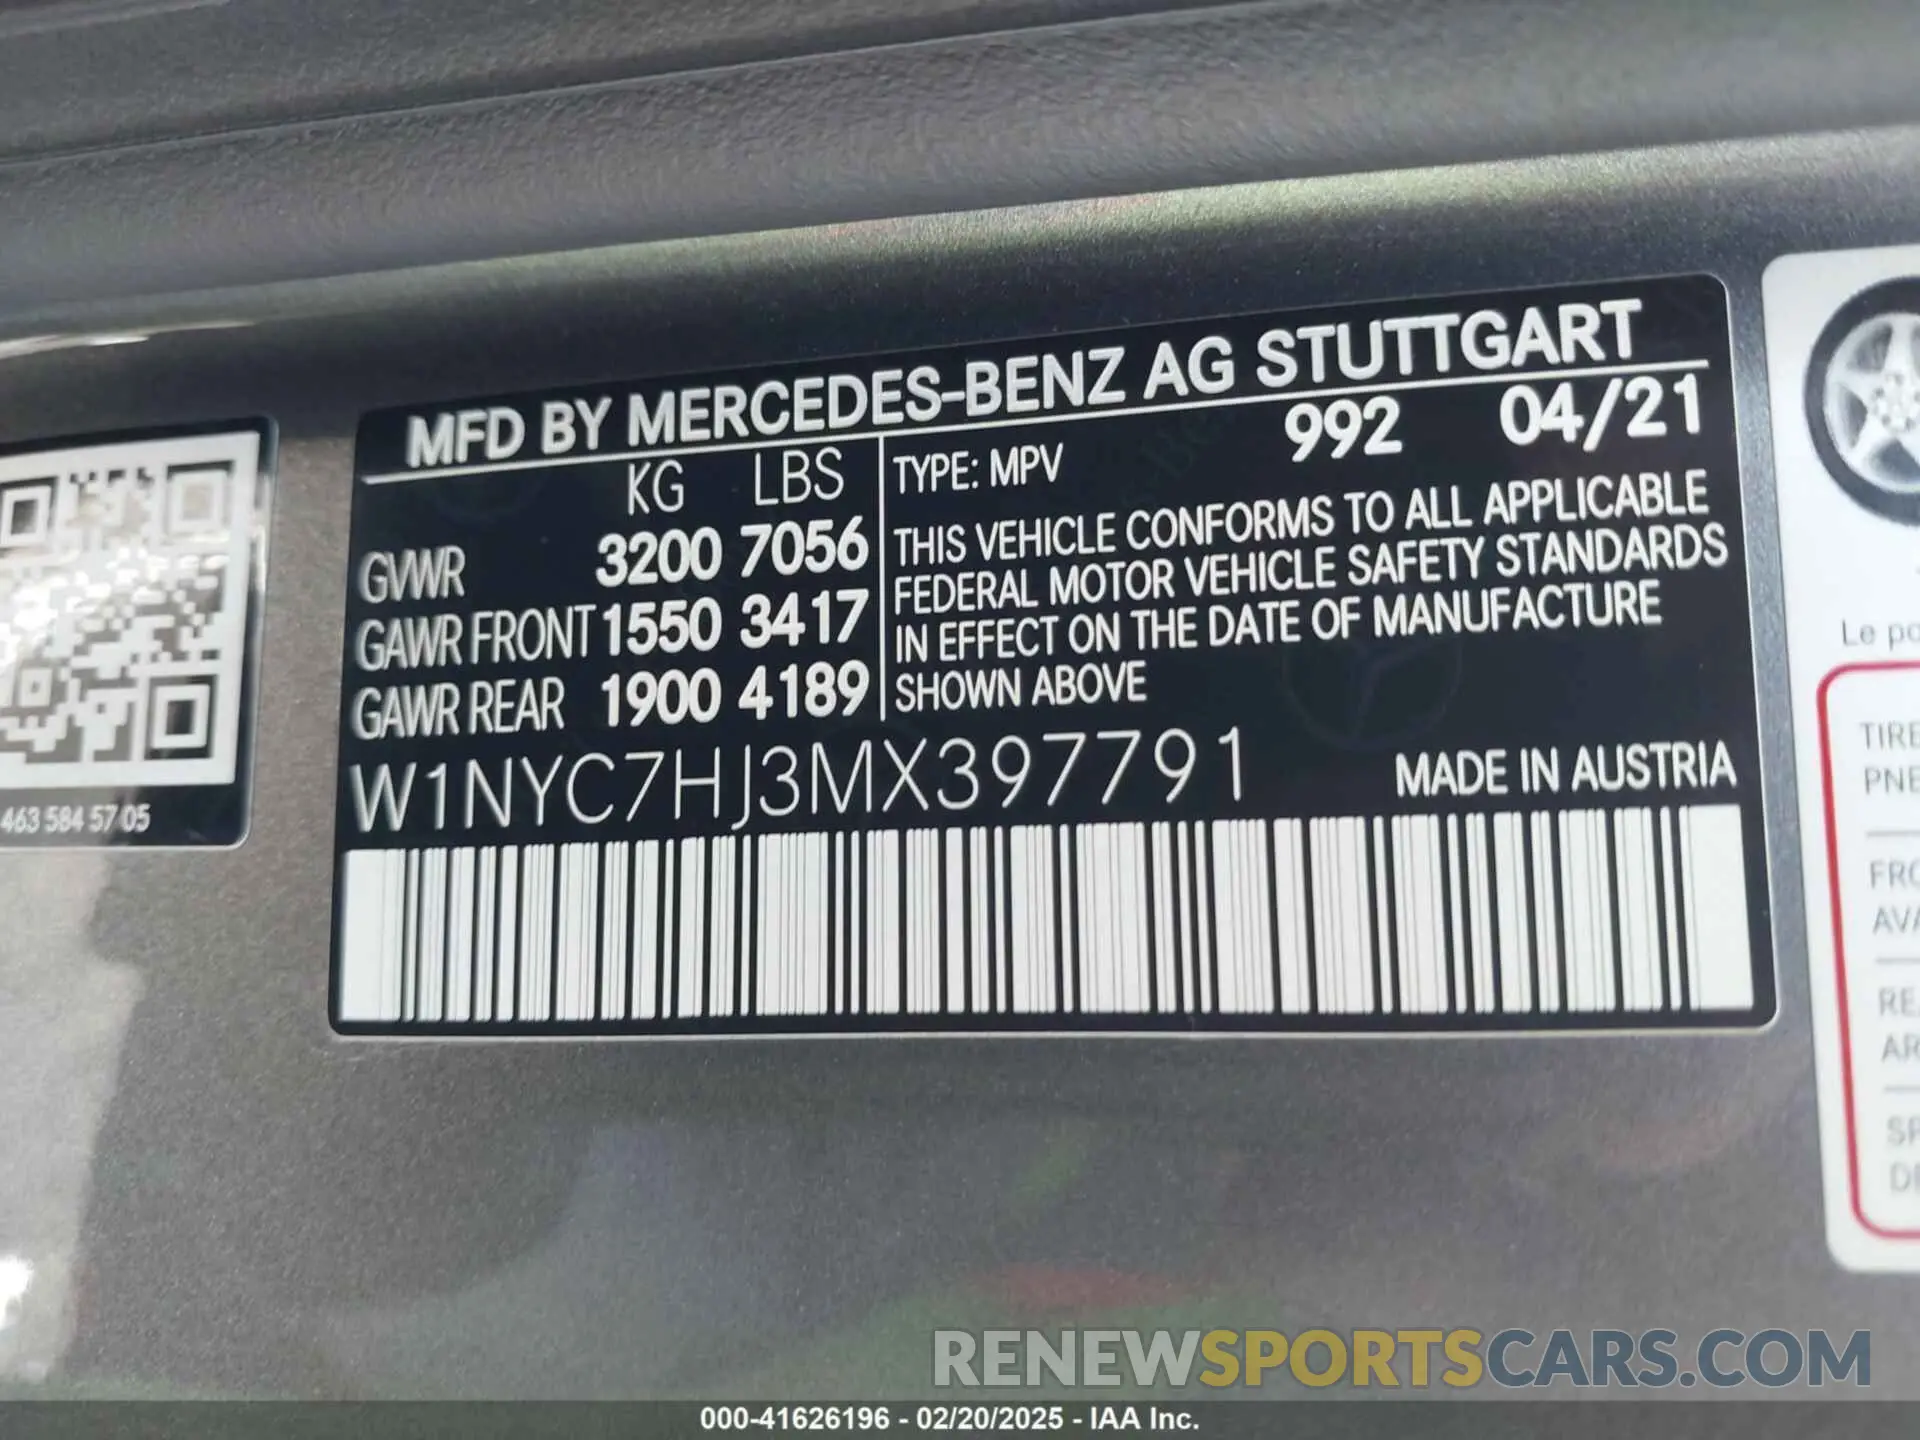 MFD BY MERCEDES-BENZ AG STUTTGART
KG LBS
TYPE: MPV 992 04/21
GVWR 3200 7056
GAWR FRONT 1550 3417
GAWR REAR 1900 4189
THIS VEHICLE CONFORMS TO ALL APPLICABLE
FEDERAL MOTOR VEHICLE SAFETY STANDARDS
IN EFFECT ON THE DATE OF MANUFACTURE
SHOWN ABOVE
W1NYC7HJ3MX397791 MADE IN AUSTRIA
463 584 57 05
Le
RENEWSPORTSCARS.COM
000-41626196 - 02/20/2025 - IAA Inc.